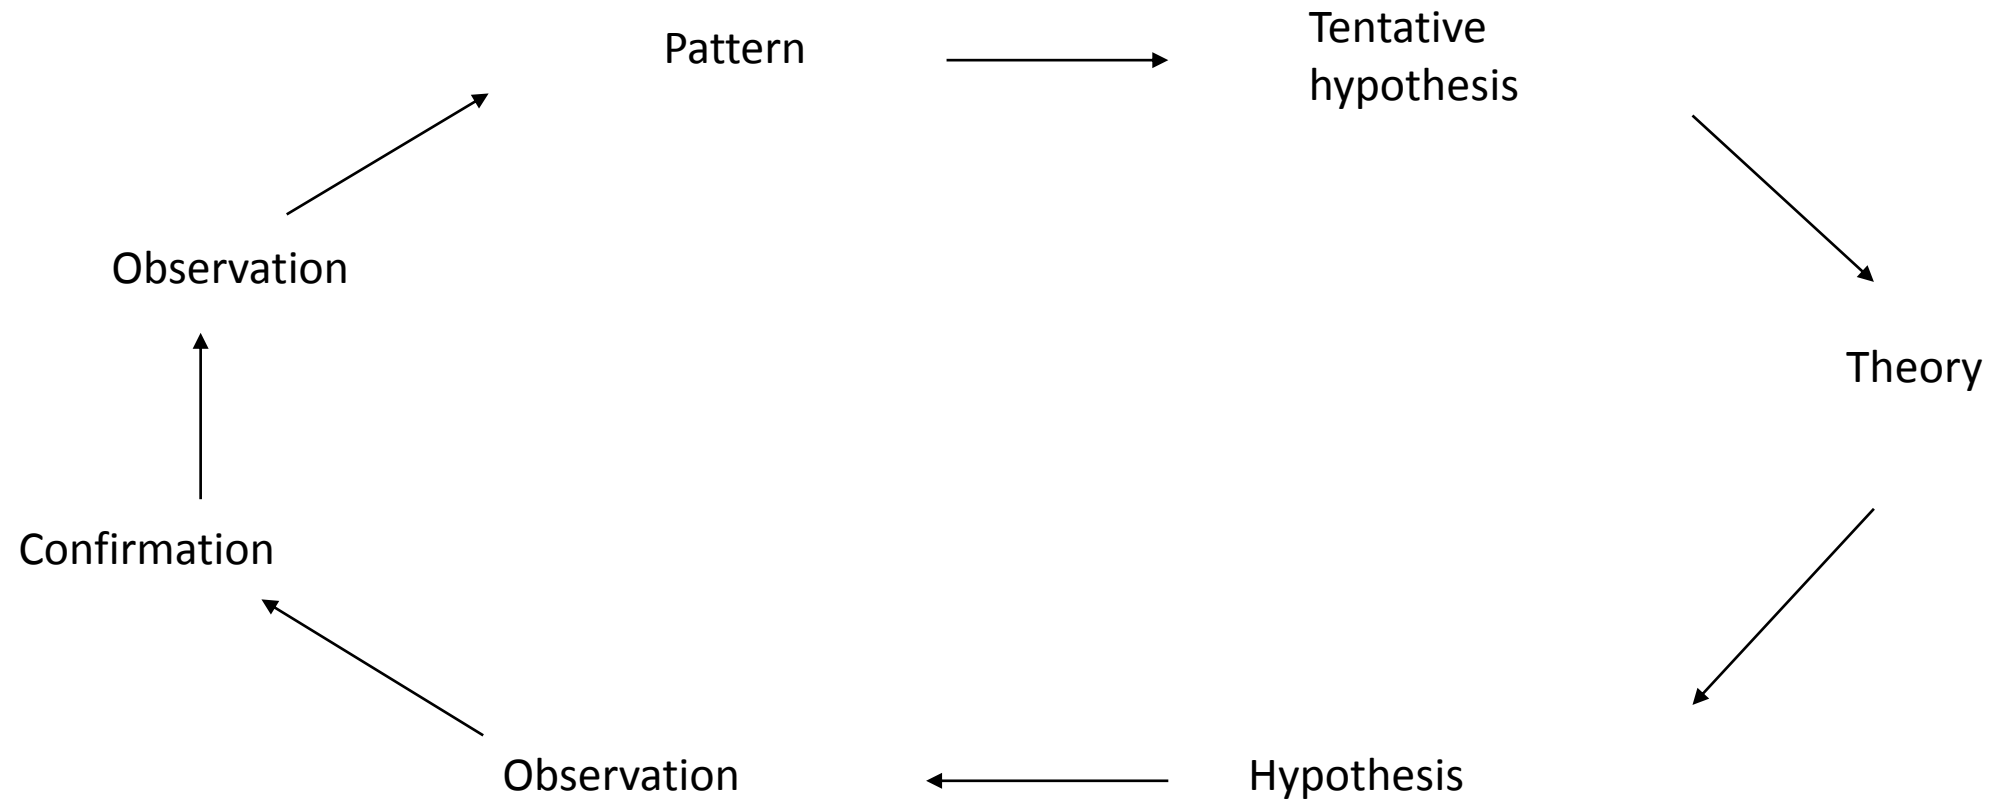 Pattern
Tentative
hypothesis
Observation
Theory
Confirmation
Observation
Hypothesis